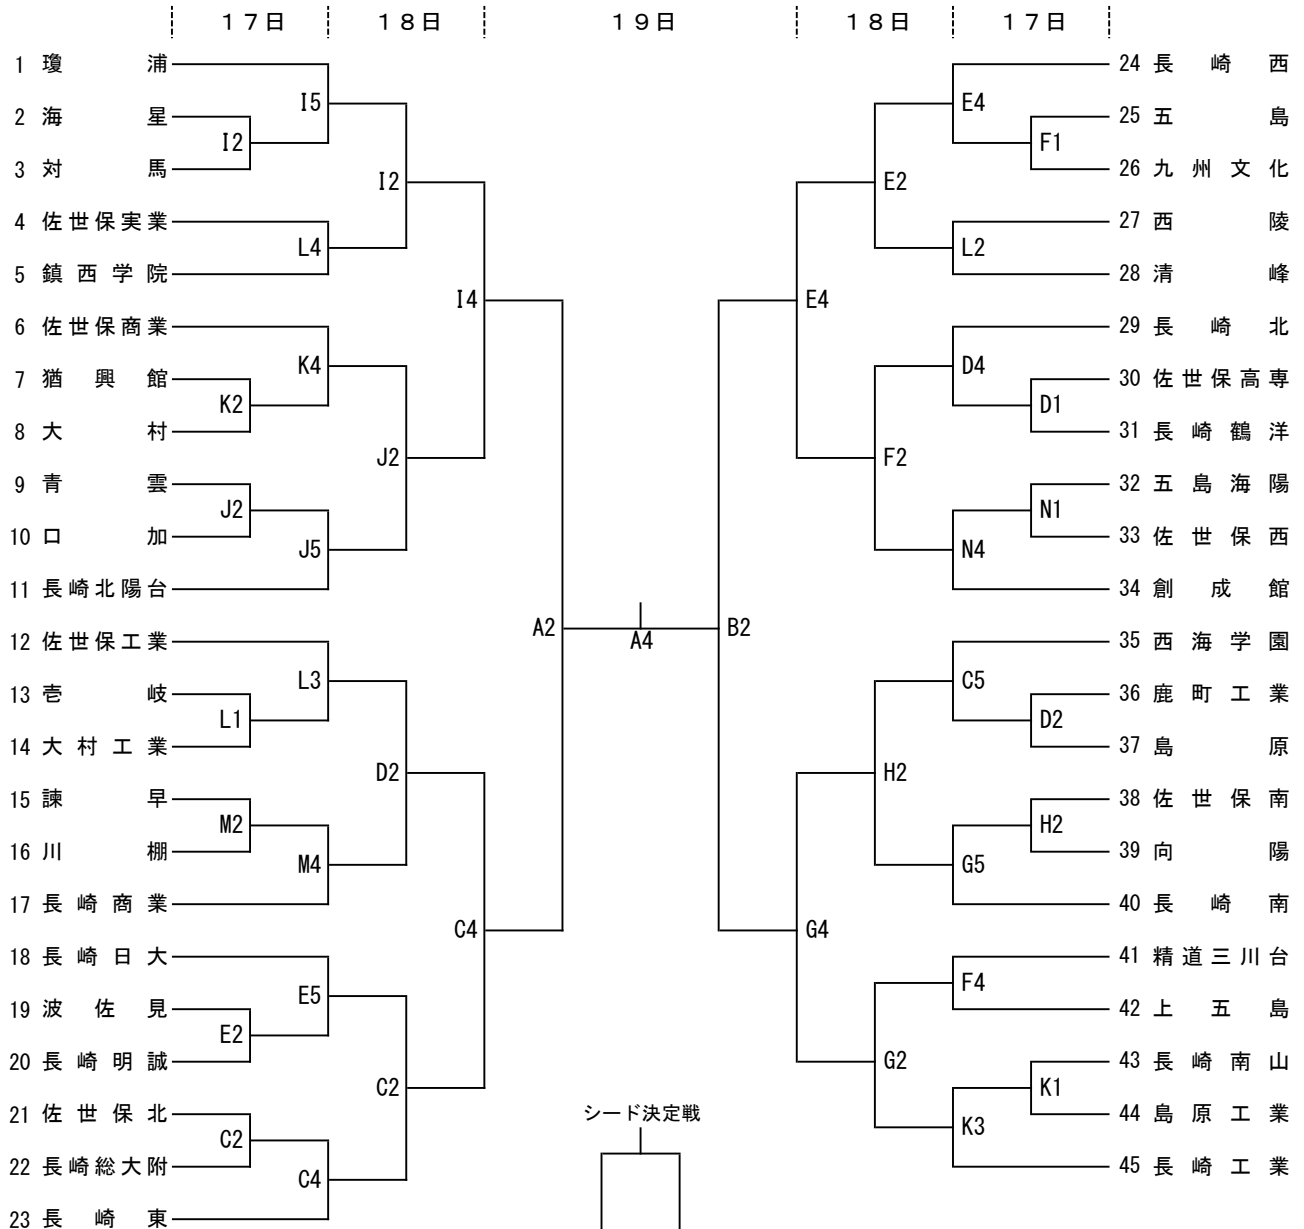 １７日 １８日 １９日 １８日 １７日
1 瓊浦
2 海星
3 対馬
4 佐世保実業
5 鎮西学院
6 佐世保商業
7 猶興館
8 大村
9 青雲
10 口加
11 長崎北陽台
12 佐世保工業
13 壱岐
14 大村工業
15 諫早
16 川棚
17 長崎商業
18 長崎日大
19 波佐見
20 長崎明誠
21 佐世保北
22 長崎総大附
23 長崎東
I2
K2
J2
L1
M2
E2
C2
I5
L4
K4
J5
L3
M4
E5
C4
I2
J2
D2
C2
I4
C4
A2
A4
B2
E4
G4
E2
F2
H2
G2
E4
L2
D4
N4
C5
G5
F4
K3
F1
D1
N1
D2
H2
K1
24 長崎西
25 五島
26 九州文化
27 西陵
28 清峰
29 長崎北
30 佐世保高専
31 長崎鶴洋
32 五島海陽
33 佐世保西
34 創成館
35 西海学園
36 鹿町工業
37 島原
38 佐世保南
39 向陽
40 長崎南
41 精道三川台
42 上五島
43 長崎南山
44 島原工業
45 長崎工業
シード決定戦